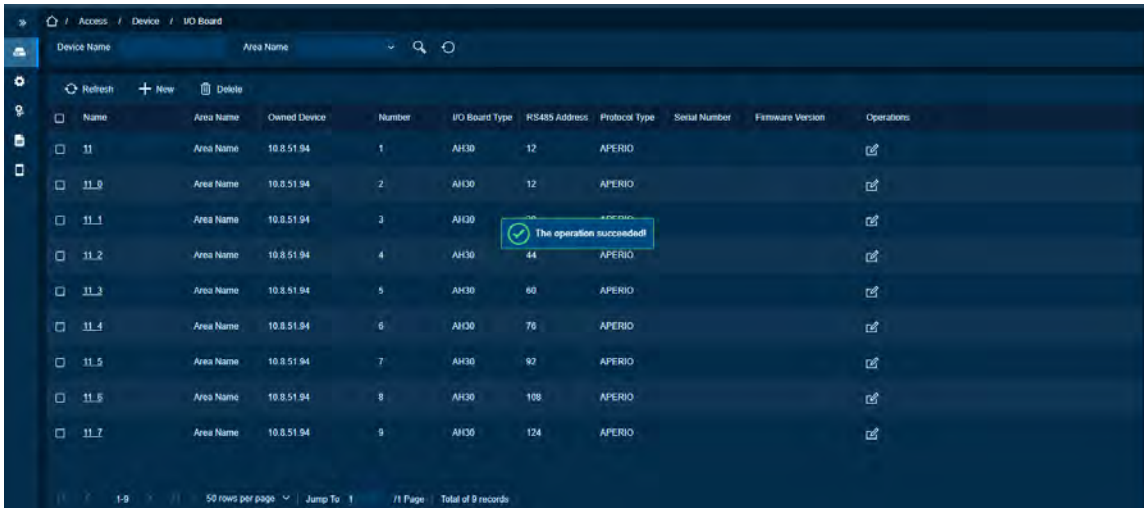 / Access / Device / I/O Board
Device Name Area Name
Refresh New Delete
Name Area Name Owned Device Number I/O Board Type RS485 Address Protocol Type Serial Number Firmware Version Operations
11 Area Name 10.8.51.94 1 AH30 12 APERIO
11_0 Area Name 10.8.51.94 2 AH30 12 APERIO
11_1 Area Name 10.8.51.94 3 AH30
The operation succeeded!
11_2 Area Name 10.8.51.94 4 AH30 44 APERIO
11_3 Area Name 10.8.51.94 5 AH30 60 APERIO
11_4 Area Name 10.8.51.94 6 AH30 76 APERIO
11_5 Area Name 10.8.51.94 7 AH30 92 APERIO
11_6 Area Name 10.8.51.94 8 AH30 108 APERIO
11_7 Area Name 10.8.51.94 9 AH30 124 APERIO
1-9 50 rows per page Jump To 1 /1 Page Total of 9 records